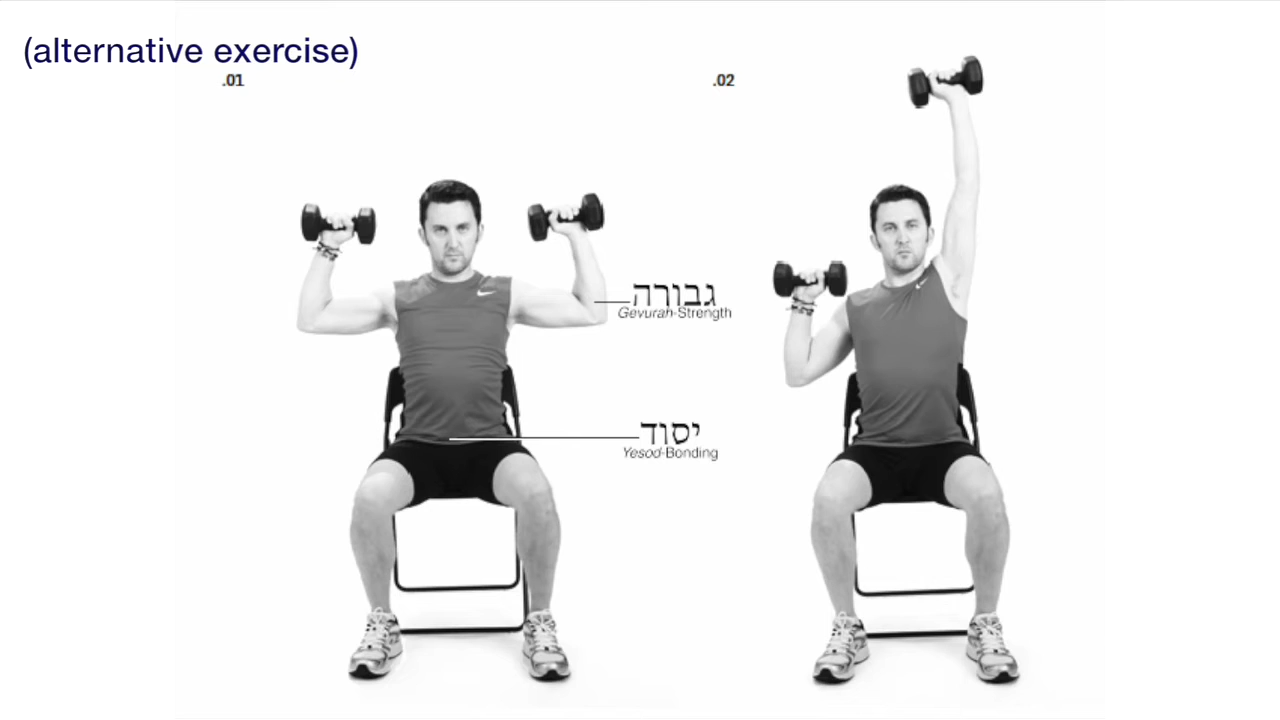 (alternative exercise)
.01
.02
גבורה
Gevurah-Strength
יסוד
Yesod-Bonding